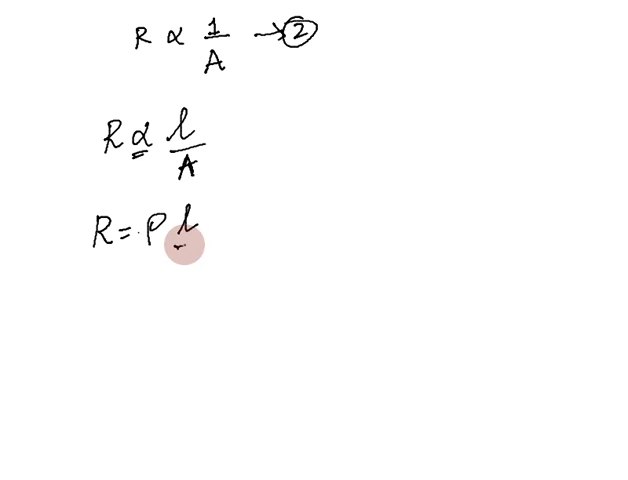 R ∝ 1/A → ②
R ∝ l/A
R = ρ l